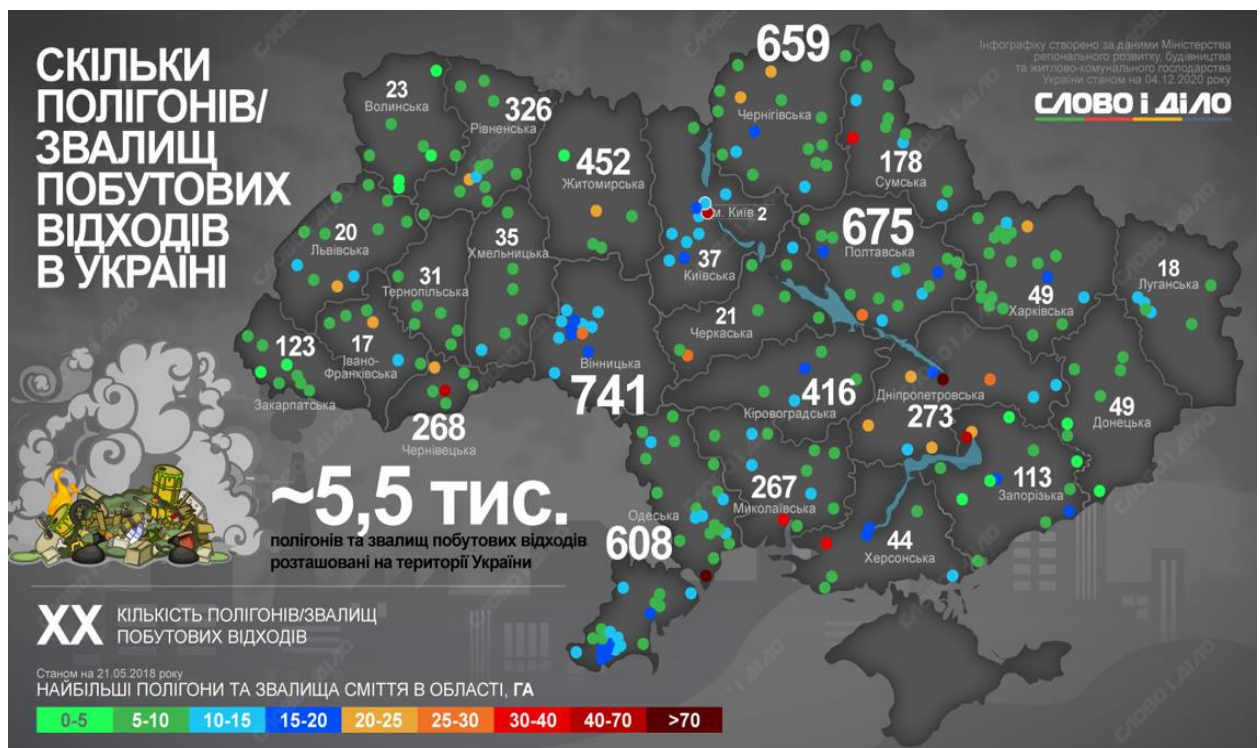 СКІЛЬКИ
ПОЛІГОНІВ/
ЗВАЛИЩ
ПОБУТОВИХ
ВІДХОДІВ
В УКРАЇНІ
Інфографіку створено за даними Міністерства
регіонального розвитку, будівництва
та житлово-комунального господарства
України станом на 04.12.2020 року
СЛОВО і ДіЛО
23
Волинська
326
Рівненська
452
Житомирська
659
Чернігівська
178
Сумська
20
Львівська
35
Хмельницька
м. Київ 2
37
Київська
675
Полтавська
49
Харківська
18
Луганська
31
Тернопільська
123
Закарпатська
17
Івано-
Франківська
268
Чернівецька
Вінницька
741
21
Черкаська
416
Кіровоградська
Дніпропетровська
273
49
Донецька
113
Запорізька
267
Миколаївська
Одеська
608
44
Херсонська
~5,5 тис.
полігонів та звалищ побутових відходів
розташовані на території України
XX КІЛЬКІСТЬ ПОЛІГОНІВ/ЗВАЛИЩ
ПОБУТОВИХ ВІДХОДІВ
Станом на 21.05.2018 року
НАЙБІЛЬШІ ПОЛІГОНИ ТА ЗВАЛИЩА СМІТТЯ В ОБЛАСТІ, ГА
0-5 5-10 10-15 15-20 20-25 25-30 30-40 40-70 >70